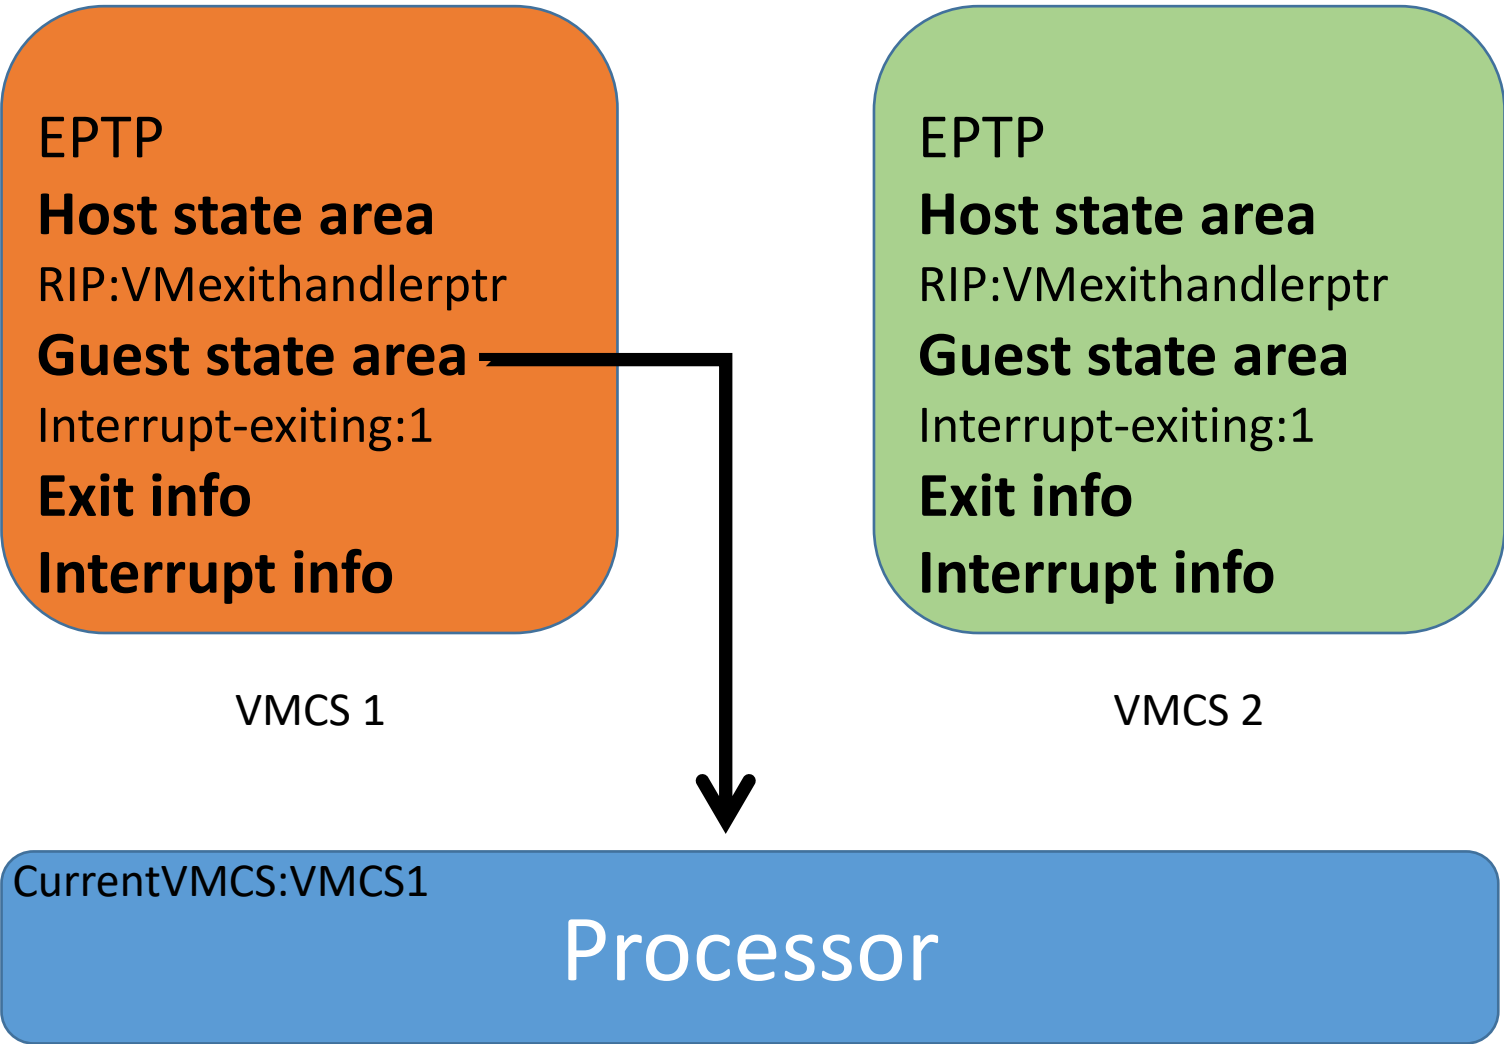 EPTP
Host state area
RIP:VMexithandlerptr
Guest state area
Interrupt-exiting:1
Exit info
Interrupt info
VMCS 1
EPTP
Host state area
RIP:VMexithandlerptr
Guest state area
Interrupt-exiting:1
Exit info
Interrupt info
VMCS 2
CurrentVMCS:VMCS1
Processor